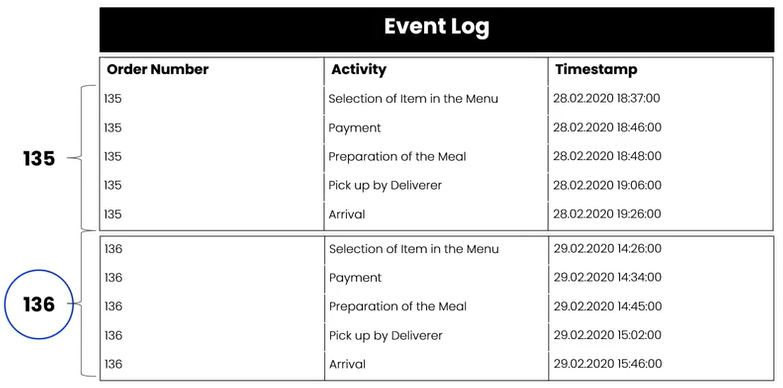 Event Log
Order Number Activity Timestamp
135 Selection of Item in the Menu 28.02.2020 18:37:00
135 Payment 28.02.2020 18:46:00
135
135 Preparation of the Meal 28.02.2020 18:48:00
135 Pick up by Deliverer 28.02.2020 19:06:00
135 Arrival 28.02.2020 19:26:00
136 Selection of Item in the Menu 29.02.2020 14:26:00
136 Payment 29.02.2020 14:34:00
136
136 Preparation of the Meal 29.02.2020 14:45:00
136 Pick up by Deliverer 29.02.2020 15:02:00
136 Arrival 29.02.2020 15:46:00